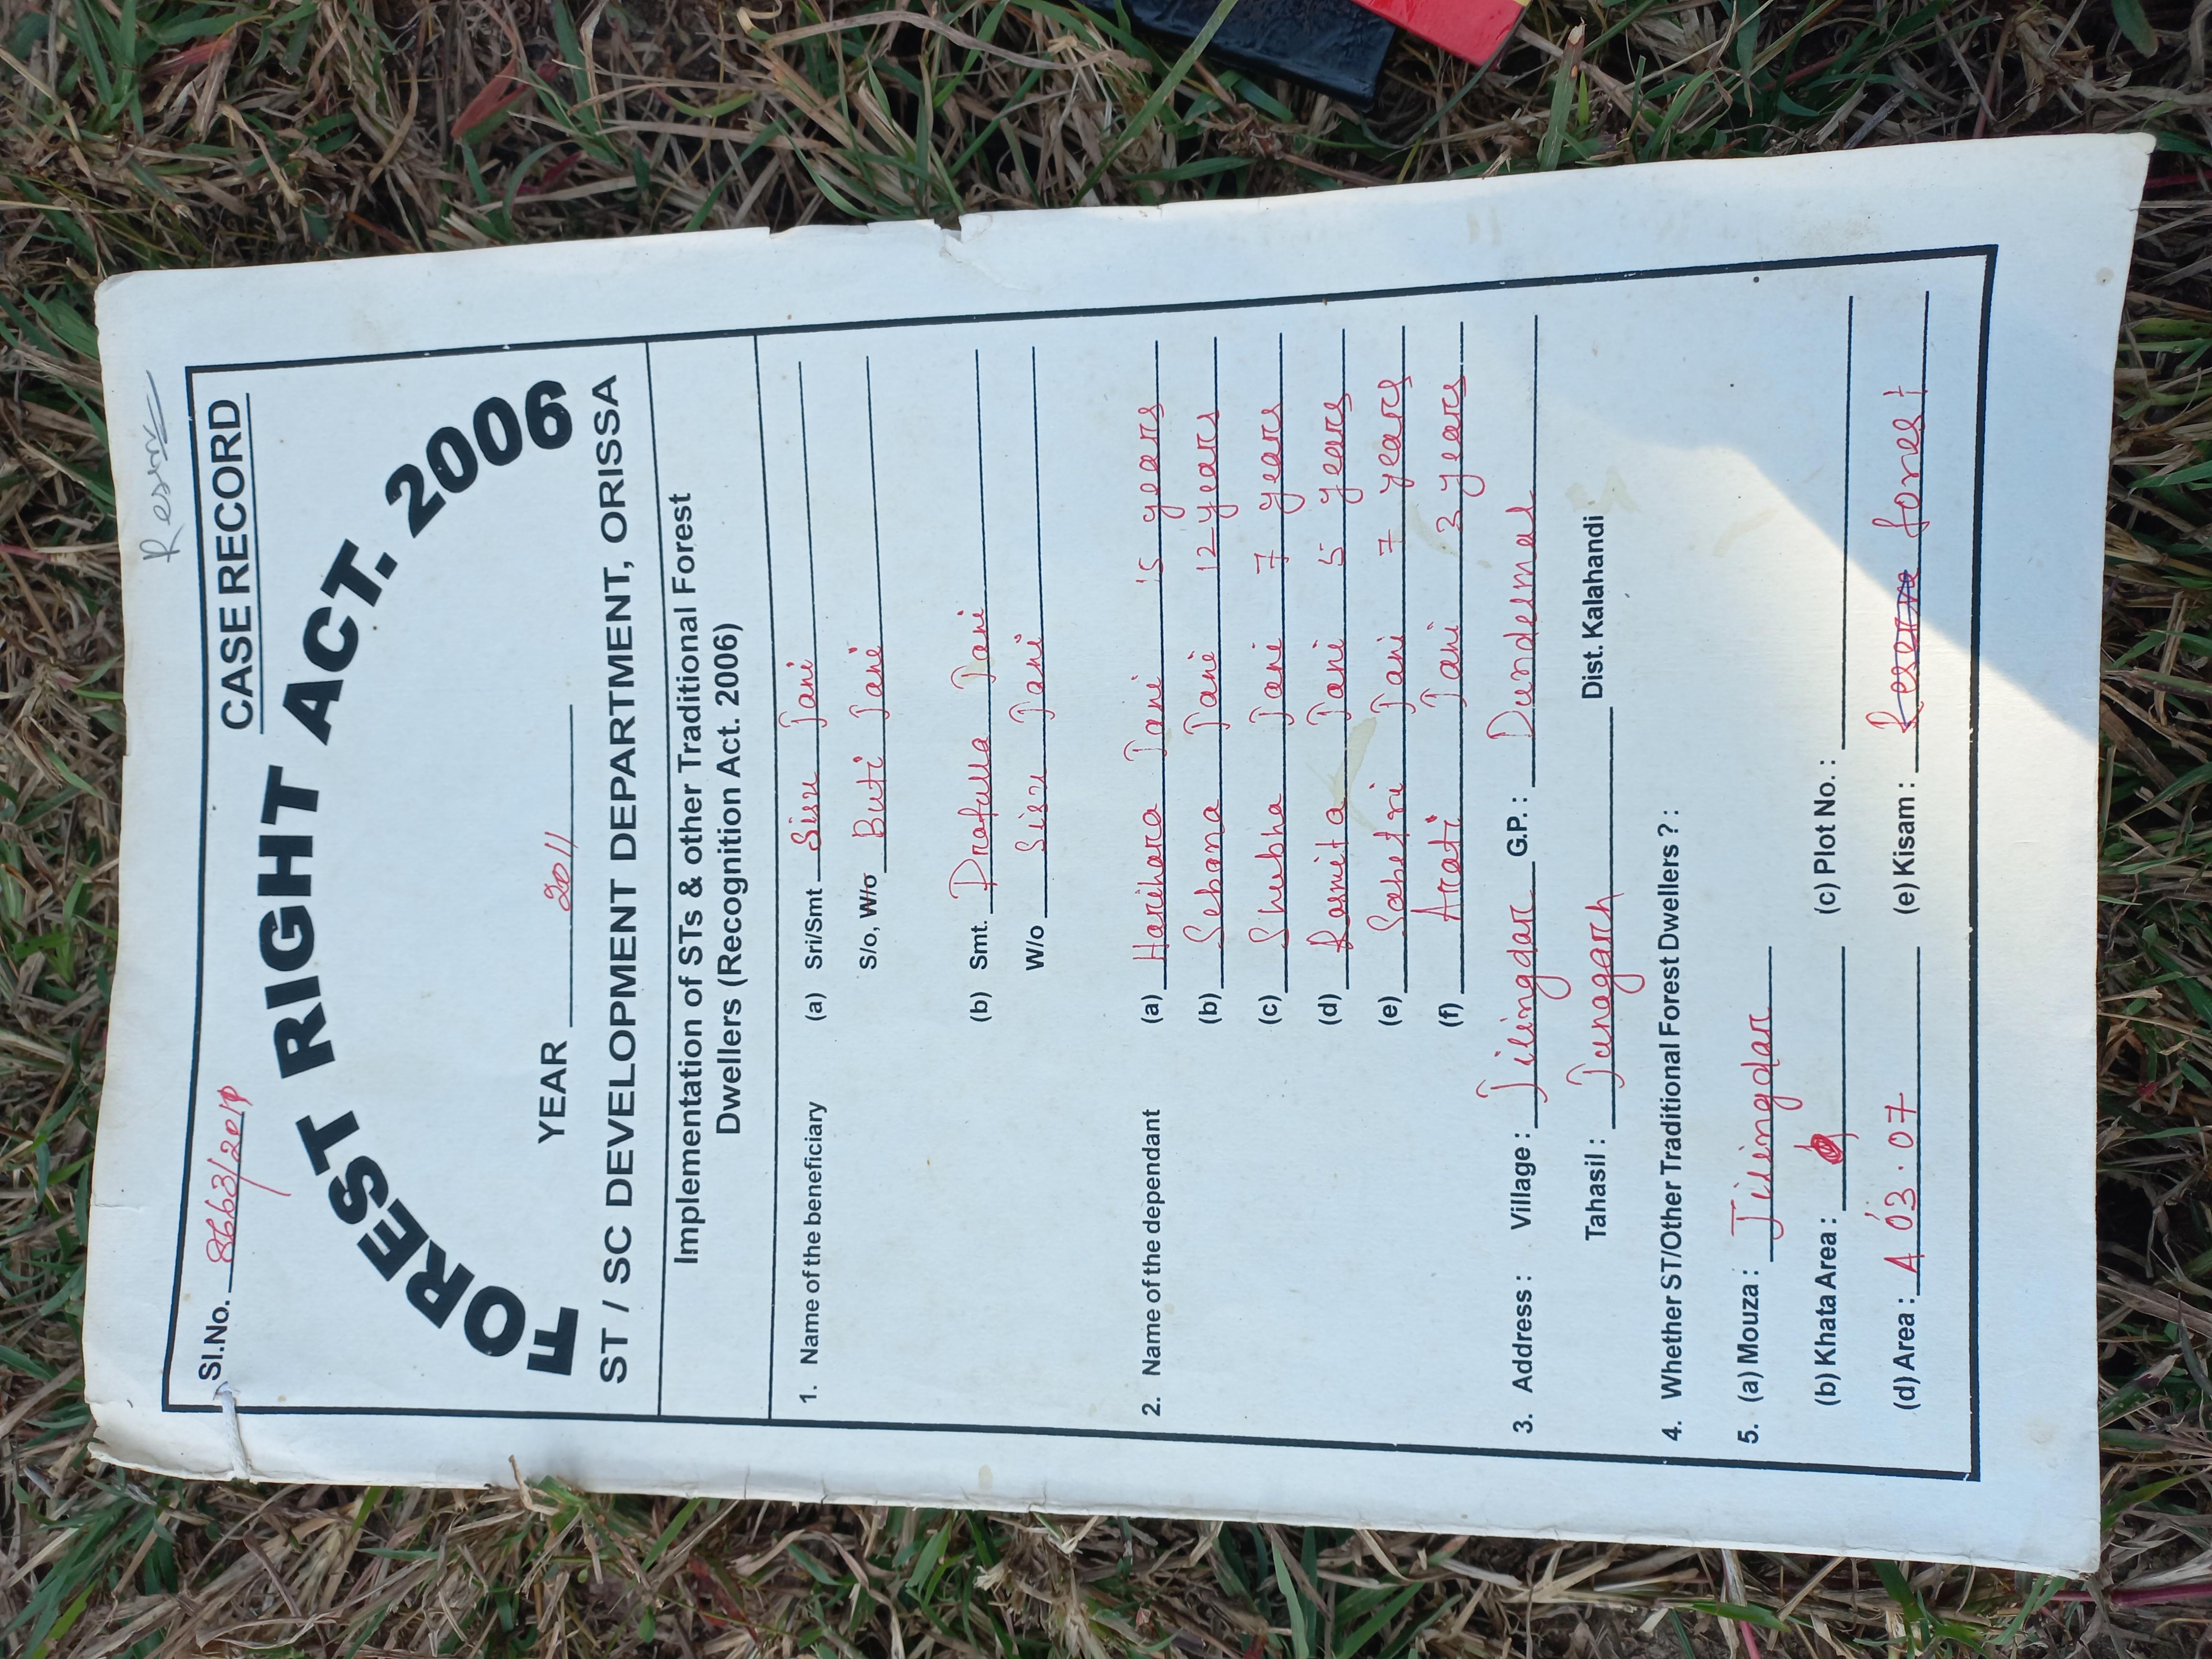 Reserve
Sl.No. 8663/2011 CASE RECORD
FOREST RIGHT ACT. 2006
YEAR 2011
ST / SC DEVELOPMENT DEPARTMENT, ORISSA
Implementation of STs & other Traditional Forest
Dwellers (Recognition Act. 2006)
1. Name of the beneficiary (a) Sri/Smt Sisu Jani
S/o, W/o Buti Jani
(b) Smt. Prafulla Jani
W/o Sisu Jani
2. Name of the dependant (a) Harihara Jani 15 years
(b) Sebana Jani 12 years
(c) Shubha Jani 7 years
(d) Rasmita Jani 5 years
(e) Sabetri Jani 7 years
(f) Arati Jani 3 years
3. Address : Village : Jilingdar G.P. : Dundelmal
Tahasil : Junagarh Dist. Kalahandi
4. Whether ST/Other Traditional Forest Dwellers ? :
5. (a) Mouza : Jilingdar
(b) Khata Area : (c) Plot No. :
(d) Area : A 03.07 (e) Kisam : Reserve forest